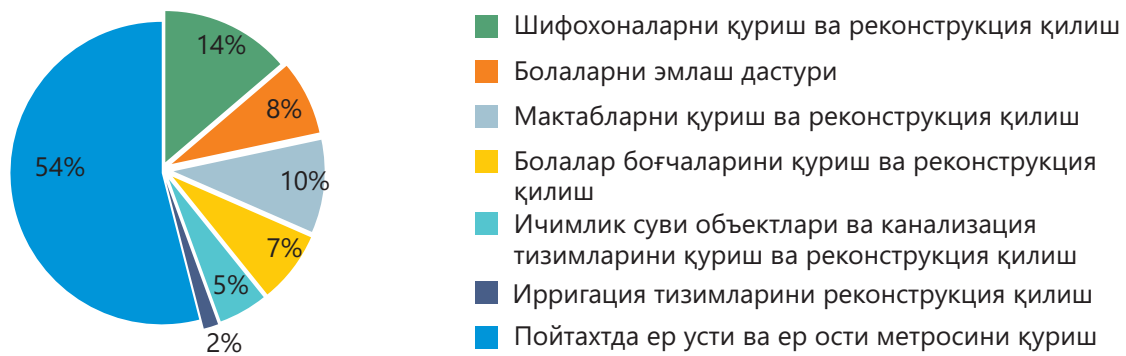 14%
8%
10%
7%
5%
2%
54%
Шифохоналарни қуриш ва реконструкция қилиш
Болаларни эмлаш дастури
Мактабларни қуриш ва реконструкция қилиш
Болалар боғчаларини қуриш ва реконструкция
қилиш
Ичимлик суви объектлари ва канализация
тизимларини қуриш ва реконструкция қилиш
Ирригация тизимларини реконструкция қилиш
Пойтахтда ер усти ва ер ости метросини қуриш